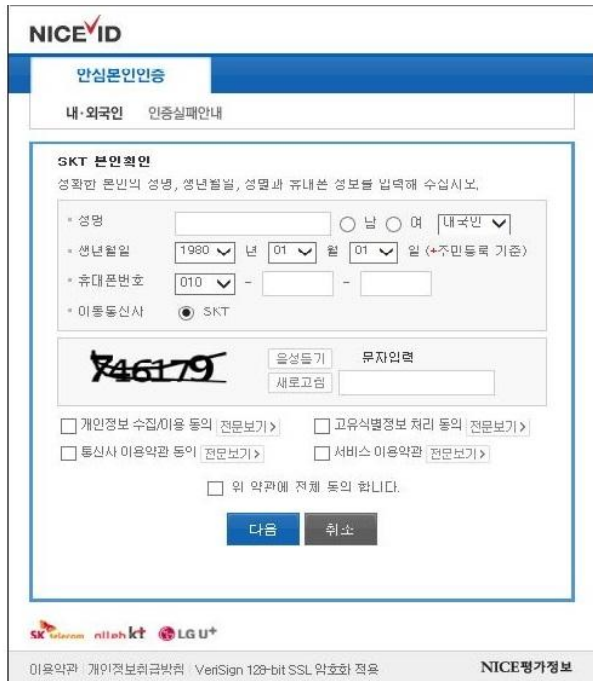 NICE ID
안심본인인증
내·외국인 인증실패안내
SKT 본인확인
정확한 본인의 성명, 생년월일, 성별과 휴대폰 정보를 입력해 주십시오.
성명 남 여 내국인
생년월일 1980 년 01 월 01 일 (+주민등록 기준)
휴대폰번호 010 - -
이동통신사 SKT
음성듣기 문자입력
새로고침
개인정보 수집/이용 동의 전문보기> 고유식별정보 처리 동의 전문보기>
통신사 이용약관 동의 전문보기> 서비스 이용약관 전문보기>
위 약관에 전체 동의 합니다.
다음 취소
SK telecom olleh kt LG U+
이용약관 개인정보취급방침 VeriSign 128-bit SSL 암호화 적용 NICE평가정보